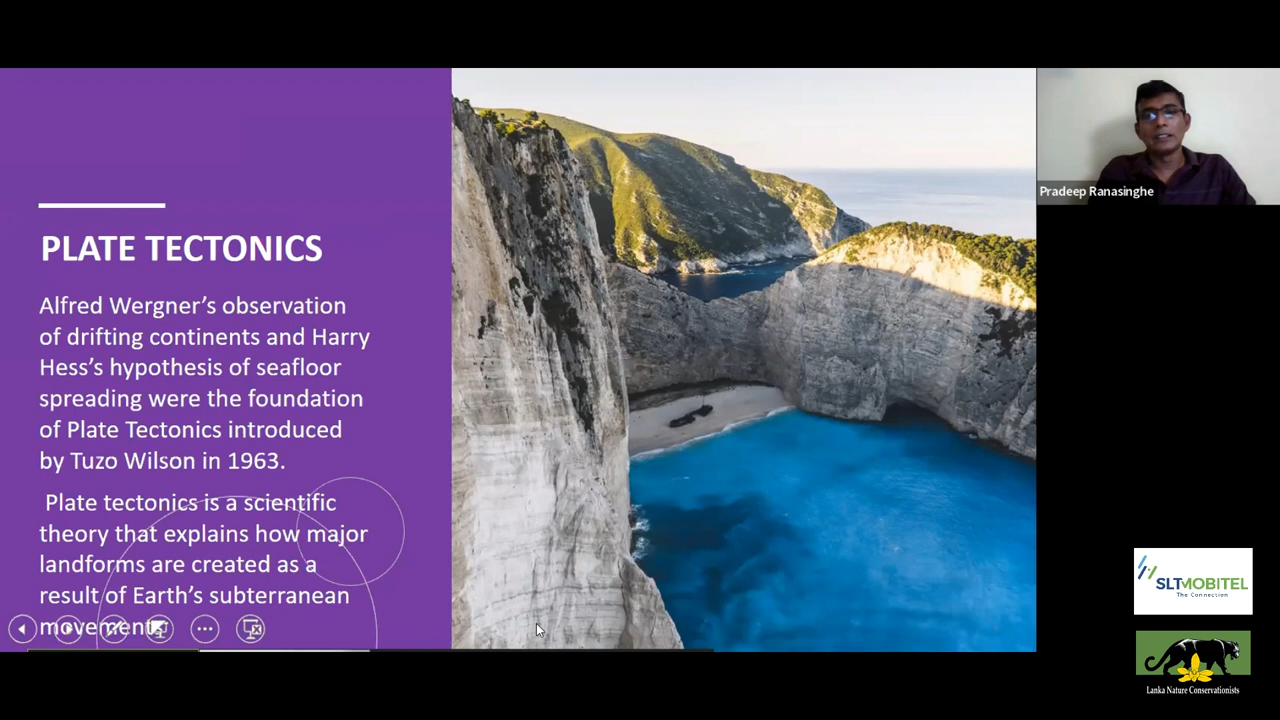 PLATE TECTONICS
Alfred Wergner's observation
of drifting continents and Harry
Hess's hypothesis of seafloor
spreading were the foundation
of Plate Tectonics introduced
by Tuzo Wilson in 1963.
Plate tectonics is a scientific
theory that explains how major
landforms are created as a
result of Earth's subterranean
movements.
Pradeep Ranasinghe
SLTMOBITEL
The Connection
Lanka Nature Conservationists